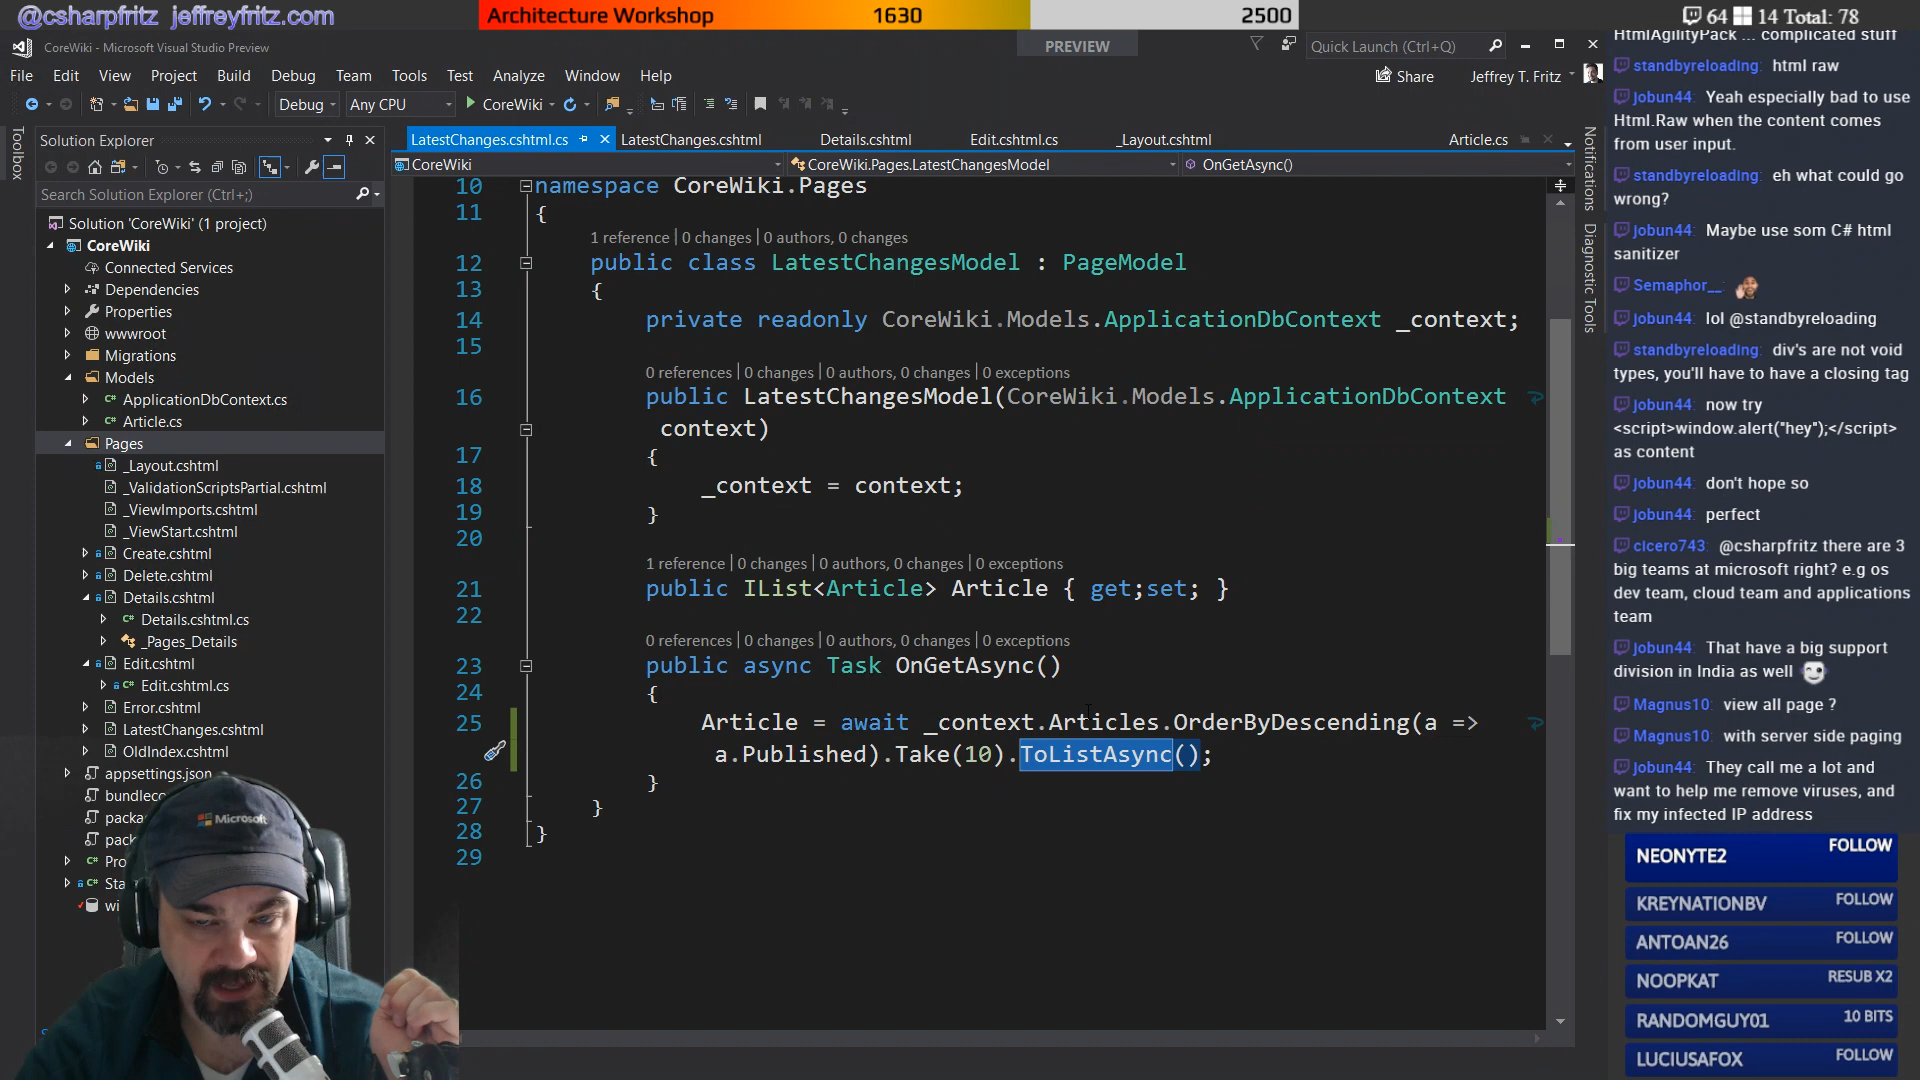 @csharpfritz jeffreyfritz.com
Architecture Workshop 1630 2500
64 14 Total: 78
CoreWiki - Microsoft Visual Studio Preview
PREVIEW
Quick Launch (Ctrl+Q)
File Edit View Project Build Debug Team Tools Test Analyze Window Help
Share Jeffrey T. Fritz
Debug Any CPU CoreWiki
Toolbox
Solution Explorer
Search Solution Explorer (Ctrl+;)
Solution 'CoreWiki' (1 project)
CoreWiki
Connected Services
Dependencies
Properties
wwwroot
Migrations
Models
ApplicationDbContext.cs
Article.cs
Pages
_Layout.cshtml
_ValidationScriptsPartial.cshtml
_ViewImports.cshtml
_ViewStart.cshtml
Create.cshtml
Delete.cshtml
Details.cshtml
Details.cshtml.cs
_Pages_Details
Edit.cshtml
Edit.cshtml.cs
Error.cshtml
LatestChanges.cshtml
OldIndex.cshtml
appsettings.json
bundleco
packa
pack
Pro
Sta
wi
Microsoft
LatestChanges.cshtml.cs LatestChanges.cshtml Details.cshtml Edit.cshtml.cs _Layout.cshtml Article.cs
CoreWiki CoreWiki.Pages.LatestChangesModel OnGetAsync()
10 namespace CoreWiki.Pages
11 {
1 reference | 0 changes | 0 authors, 0 changes
12 public class LatestChangesModel : PageModel
13 {
14 private readonly CoreWiki.Models.ApplicationDbContext _context;
15
0 references | 0 changes | 0 authors, 0 changes | 0 exceptions
16 public LatestChangesModel(CoreWiki.Models.ApplicationDbContext
context)
17 {
18 _context = context;
19 }
20
1 reference | 0 changes | 0 authors, 0 changes | 0 exceptions
21 public IList<Article> Article { get;set; }
22
0 references | 0 changes | 0 authors, 0 changes | 0 exceptions
23 public async Task OnGetAsync()
24 {
25 Article = await _context.Articles.OrderByDescending(a =>
a.Published).Take(10).ToListAsync();
26 }
27 }
28 }
29
Notifications
Diagnostic Tools
HtmlAgilityPack ... complicated stuff
standbyreloading: html raw
jobun44: Yeah especially bad to use
Html.Raw when the content comes
from user input.
standbyreloading: eh what could go
wrong?
jobun44: Maybe use som C# html
sanitizer
Semaphor__:
jobun44: lol @standbyreloading
standbyreloading: div's are not void
types, you'll have to have a closing tag
jobun44: now try
<script>window.alert("hey");</script>
as content
jobun44: don't hope so
jobun44: perfect
cicero743: @csharpfritz there are 3
big teams at microsoft right? e.g os
dev team, cloud team and applications
team
jobun44: That have a big support
division in India as well
Magnus10: view all page ?
Magnus10: with server side paging
jobun44: They call me a lot and
want to help me remove viruses, and
fix my infected IP address
NEONYTE2 FOLLOW
KREYNATIONBV FOLLOW
ANTOAN26 FOLLOW
NOOPKAT RESUB X2
RANDOMGUY01 10 BITS
LUCIUSAFOX FOLLOW